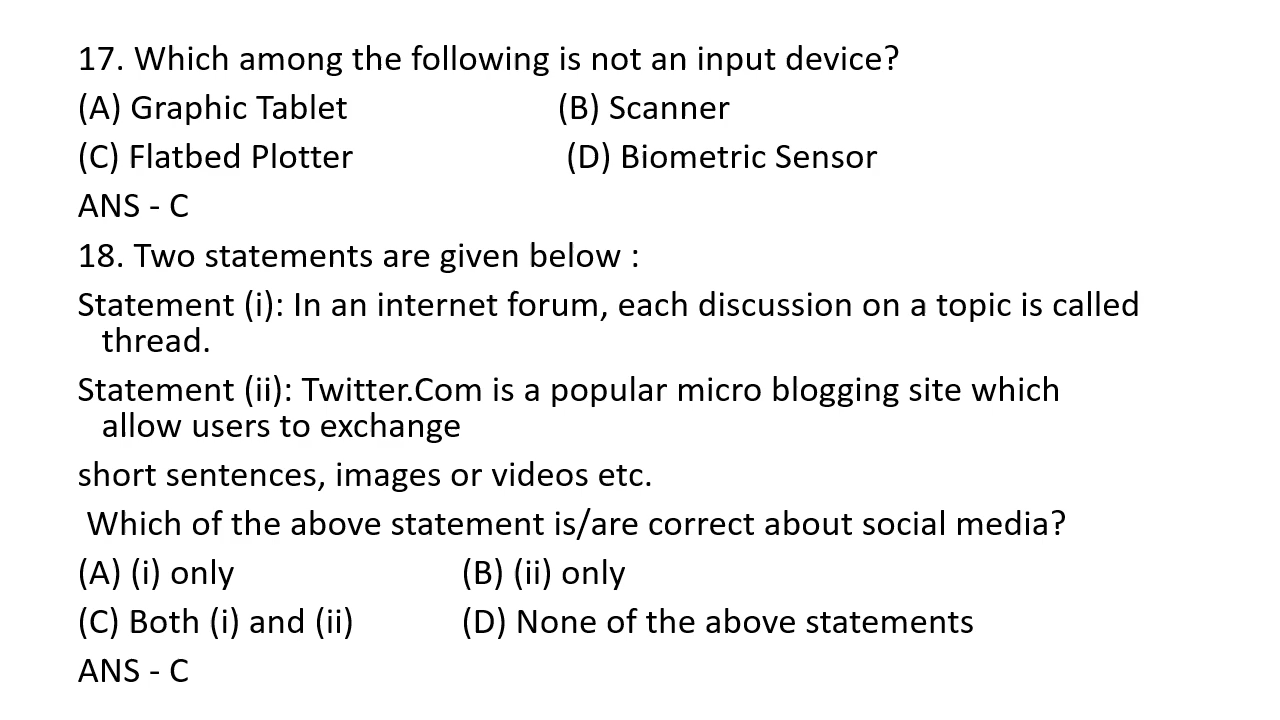 17. Which among the following is not an input device?
(A) Graphic Tablet (B) Scanner
(C) Flatbed Plotter (D) Biometric Sensor
ANS - C
18. Two statements are given below :
Statement (i): In an internet forum, each discussion on a topic is called
thread.
Statement (ii): Twitter.Com is a popular micro blogging site which
allow users to exchange
short sentences, images or videos etc.
Which of the above statement is/are correct about social media?
(A) (i) only (B) (ii) only
(C) Both (i) and (ii) (D) None of the above statements
ANS - C